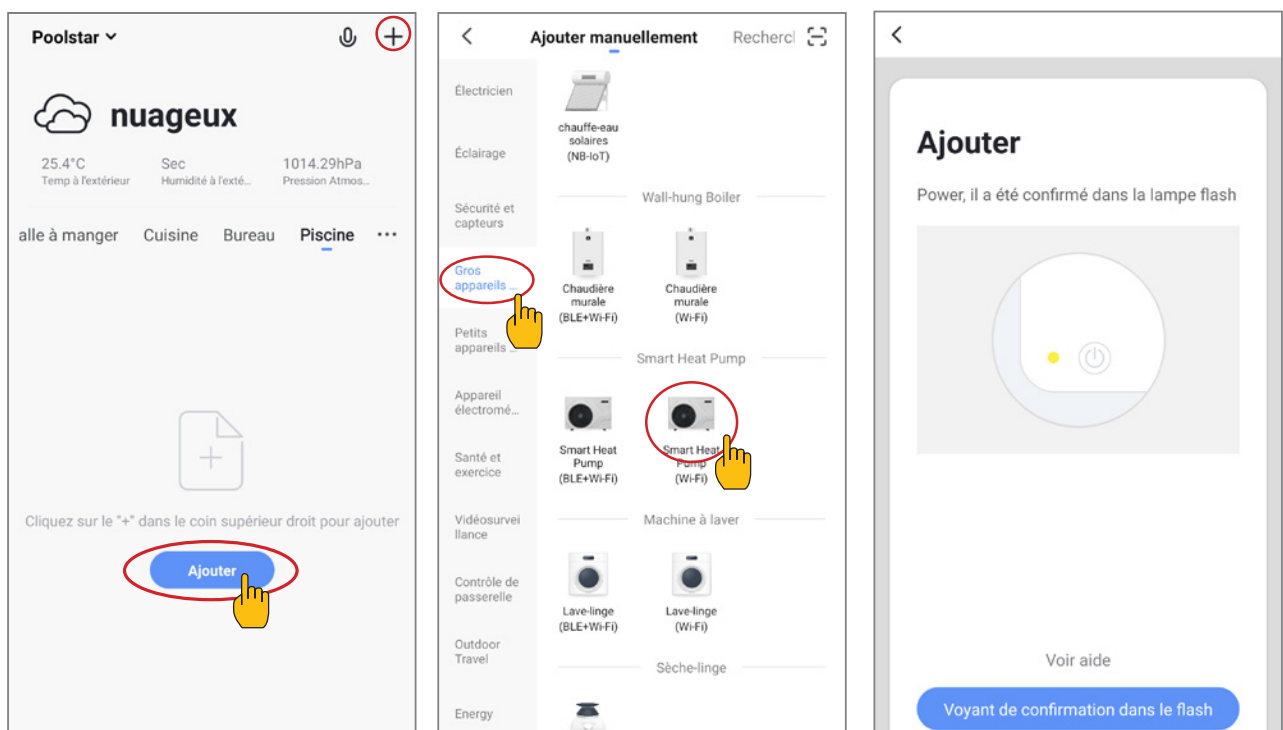 Poolstar
nuageux
25.4°C Sec 1014.29hPa
Temp à l'extérieur Humidité à l'exté... Pression Atmos...
alle à manger Cuisine Bureau Piscine ...
Cliquez sur le "+" dans le coin supérieur droit pour ajouter
Ajouter
Ajouter manuellement Rechercl
Électricien
Éclairage
Sécurité et
capteurs
Gros
appareils ...
Petits
appareils ...
Appareil
électromé...
Santé et
exercice
Vidéosurvei
llance
Contrôle de
passerelle
Outdoor
Travel
Energy
chauffe-eau
solaires
(NB-IoT)
Wall-hung Boiler
Chaudière
murale
(BLE+Wi-Fi)
Chaudière
murale
(Wi-Fi)
Smart Heat Pump
Smart Heat
Pump
(BLE+Wi-Fi)
Smart Heat
Pump
(Wi-Fi)
Machine à laver
Lave-linge
(BLE+Wi-Fi)
Lave-linge
(Wi-Fi)
Sèche-linge
Ajouter
Power, il a été confirmé dans la lampe flash
Voir aide
Voyant de confirmation dans le flash